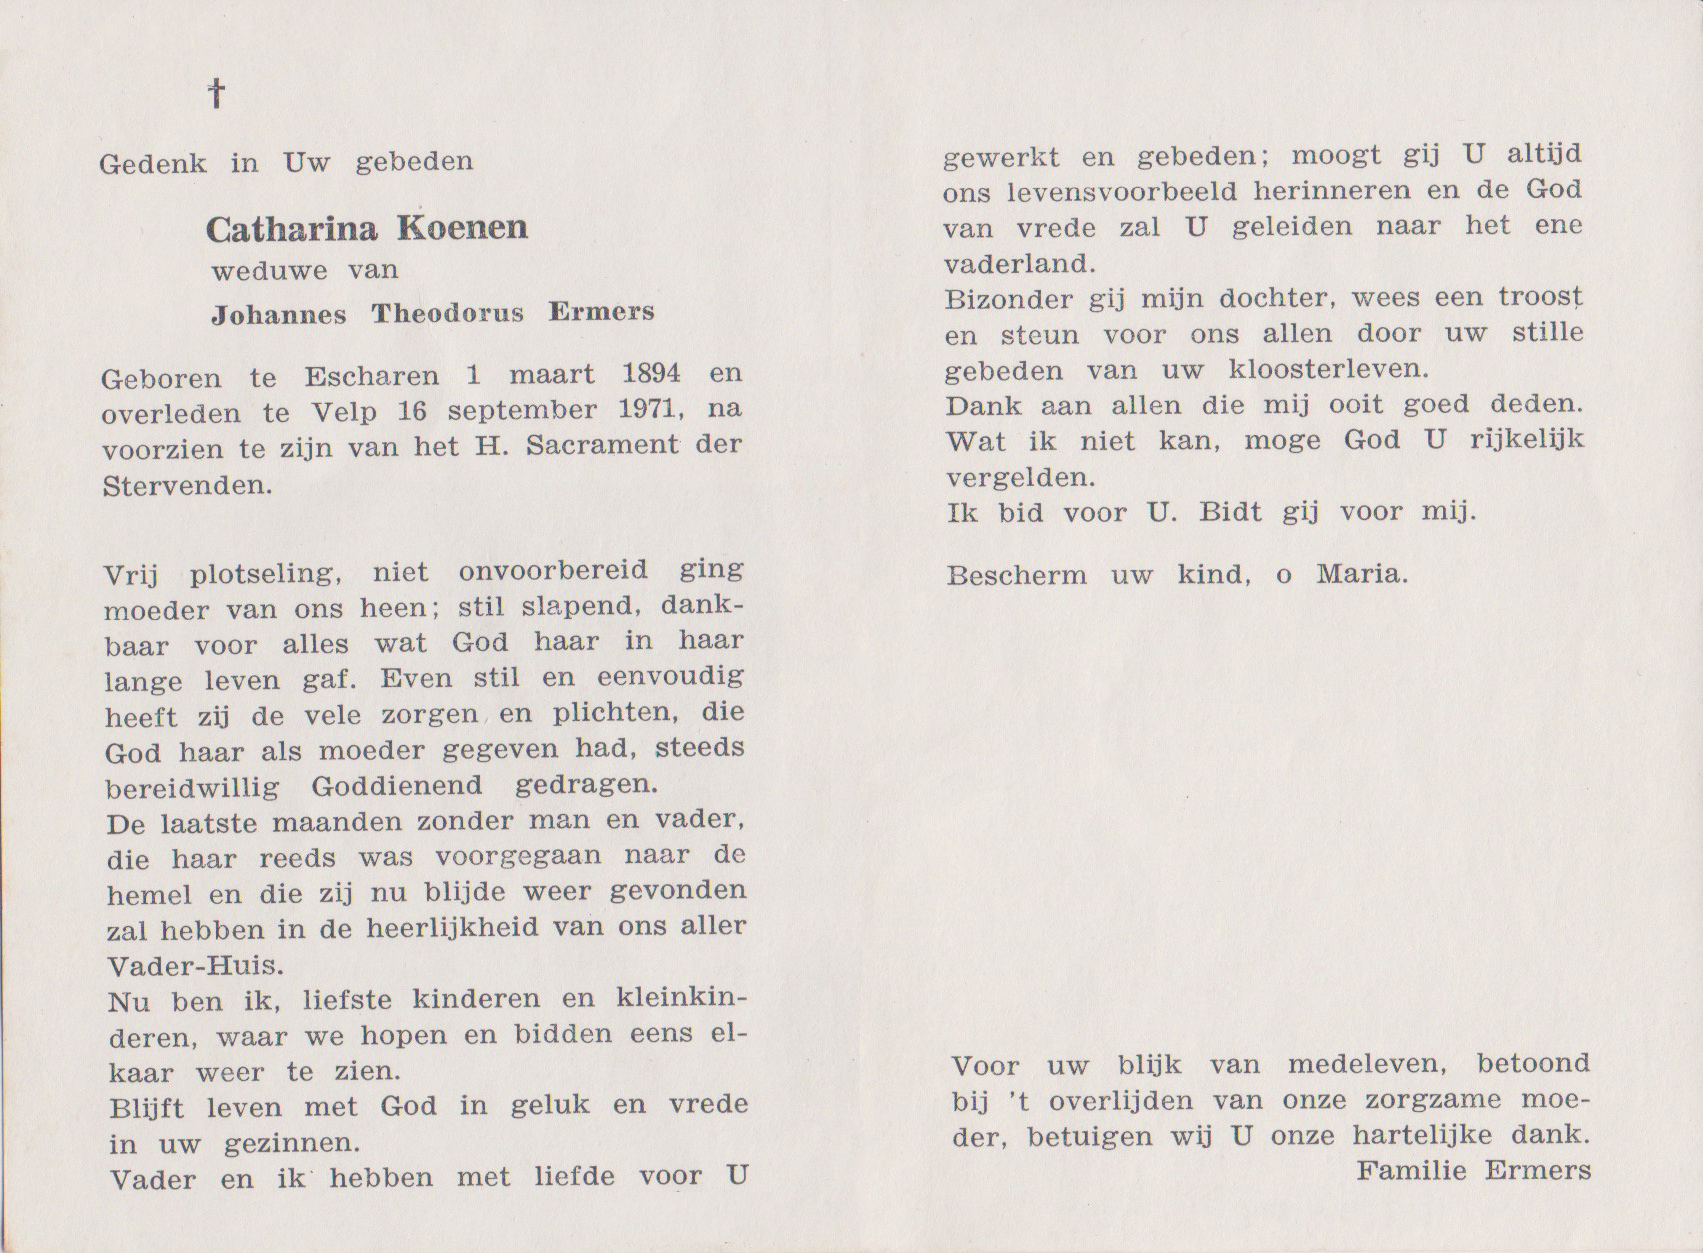 ✝
Gedenk in Uw gebeden
Catharina Koenen
weduwe van
Johannes Theodorus Ermers
Geboren te Escharen 1 maart 1894 en
overleden te Velp 16 september 1971, na
voorzien te zijn van het H. Sacrament der
Stervenden.
Vrij plotseling, niet onvoorbereid ging
moeder van ons heen; stil slapend, dank-
baar voor alles wat God haar in haar
lange leven gaf. Even stil en eenvoudig
heeft zij de vele zorgen en plichten, die
God haar als moeder gegeven had, steeds
bereidwillig Goddienend gedragen.
De laatste maanden zonder man en vader,
die haar reeds was voorgegaan naar de
hemel en die zij nu blijde weer gevonden
zal hebben in de heerlijkheid van ons aller
Vader-Huis.
Nu ben ik, liefste kinderen en kleinkin-
deren, waar we hopen en bidden eens el-
kaar weer te zien.
Blijft leven met God in geluk en vrede
in uw gezinnen.
Vader en ik hebben met liefde voor U
gewerkt en gebeden; moogt gij U altijd
ons levensvoorbeeld herinneren en de God
van vrede zal U geleiden naar het ene
vaderland.
Bizonder gij mijn dochter, wees een troost
en steun voor ons allen door uw stille
gebeden van uw kloosterleven.
Dank aan allen die mij ooit goed deden.
Wat ik niet kan, moge God U rijkelijk
vergelden.
Ik bid voor U. Bidt gij voor mij.
Bescherm uw kind, o Maria.
Voor uw blijk van medeleven, betoond
bij 't overlijden van onze zorgzame moe-
der, betuigen wij U onze hartelijke dank.
Familie Ermers